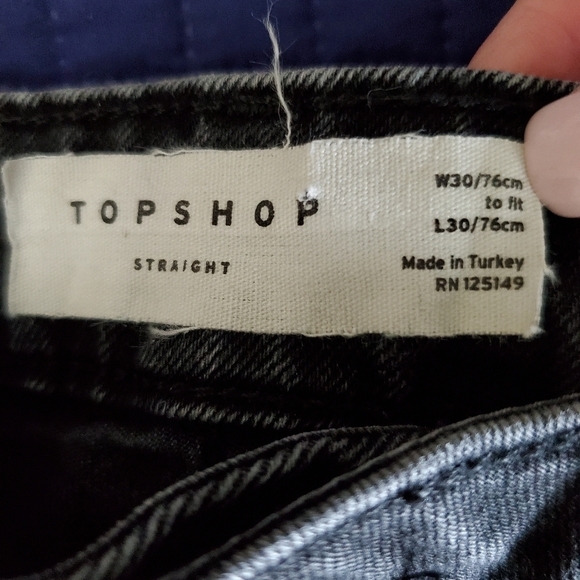 TOPSHOP
STRAIGHT
W30/76cm
to fit
L30/76cm
Made in Turkey
RN 125149